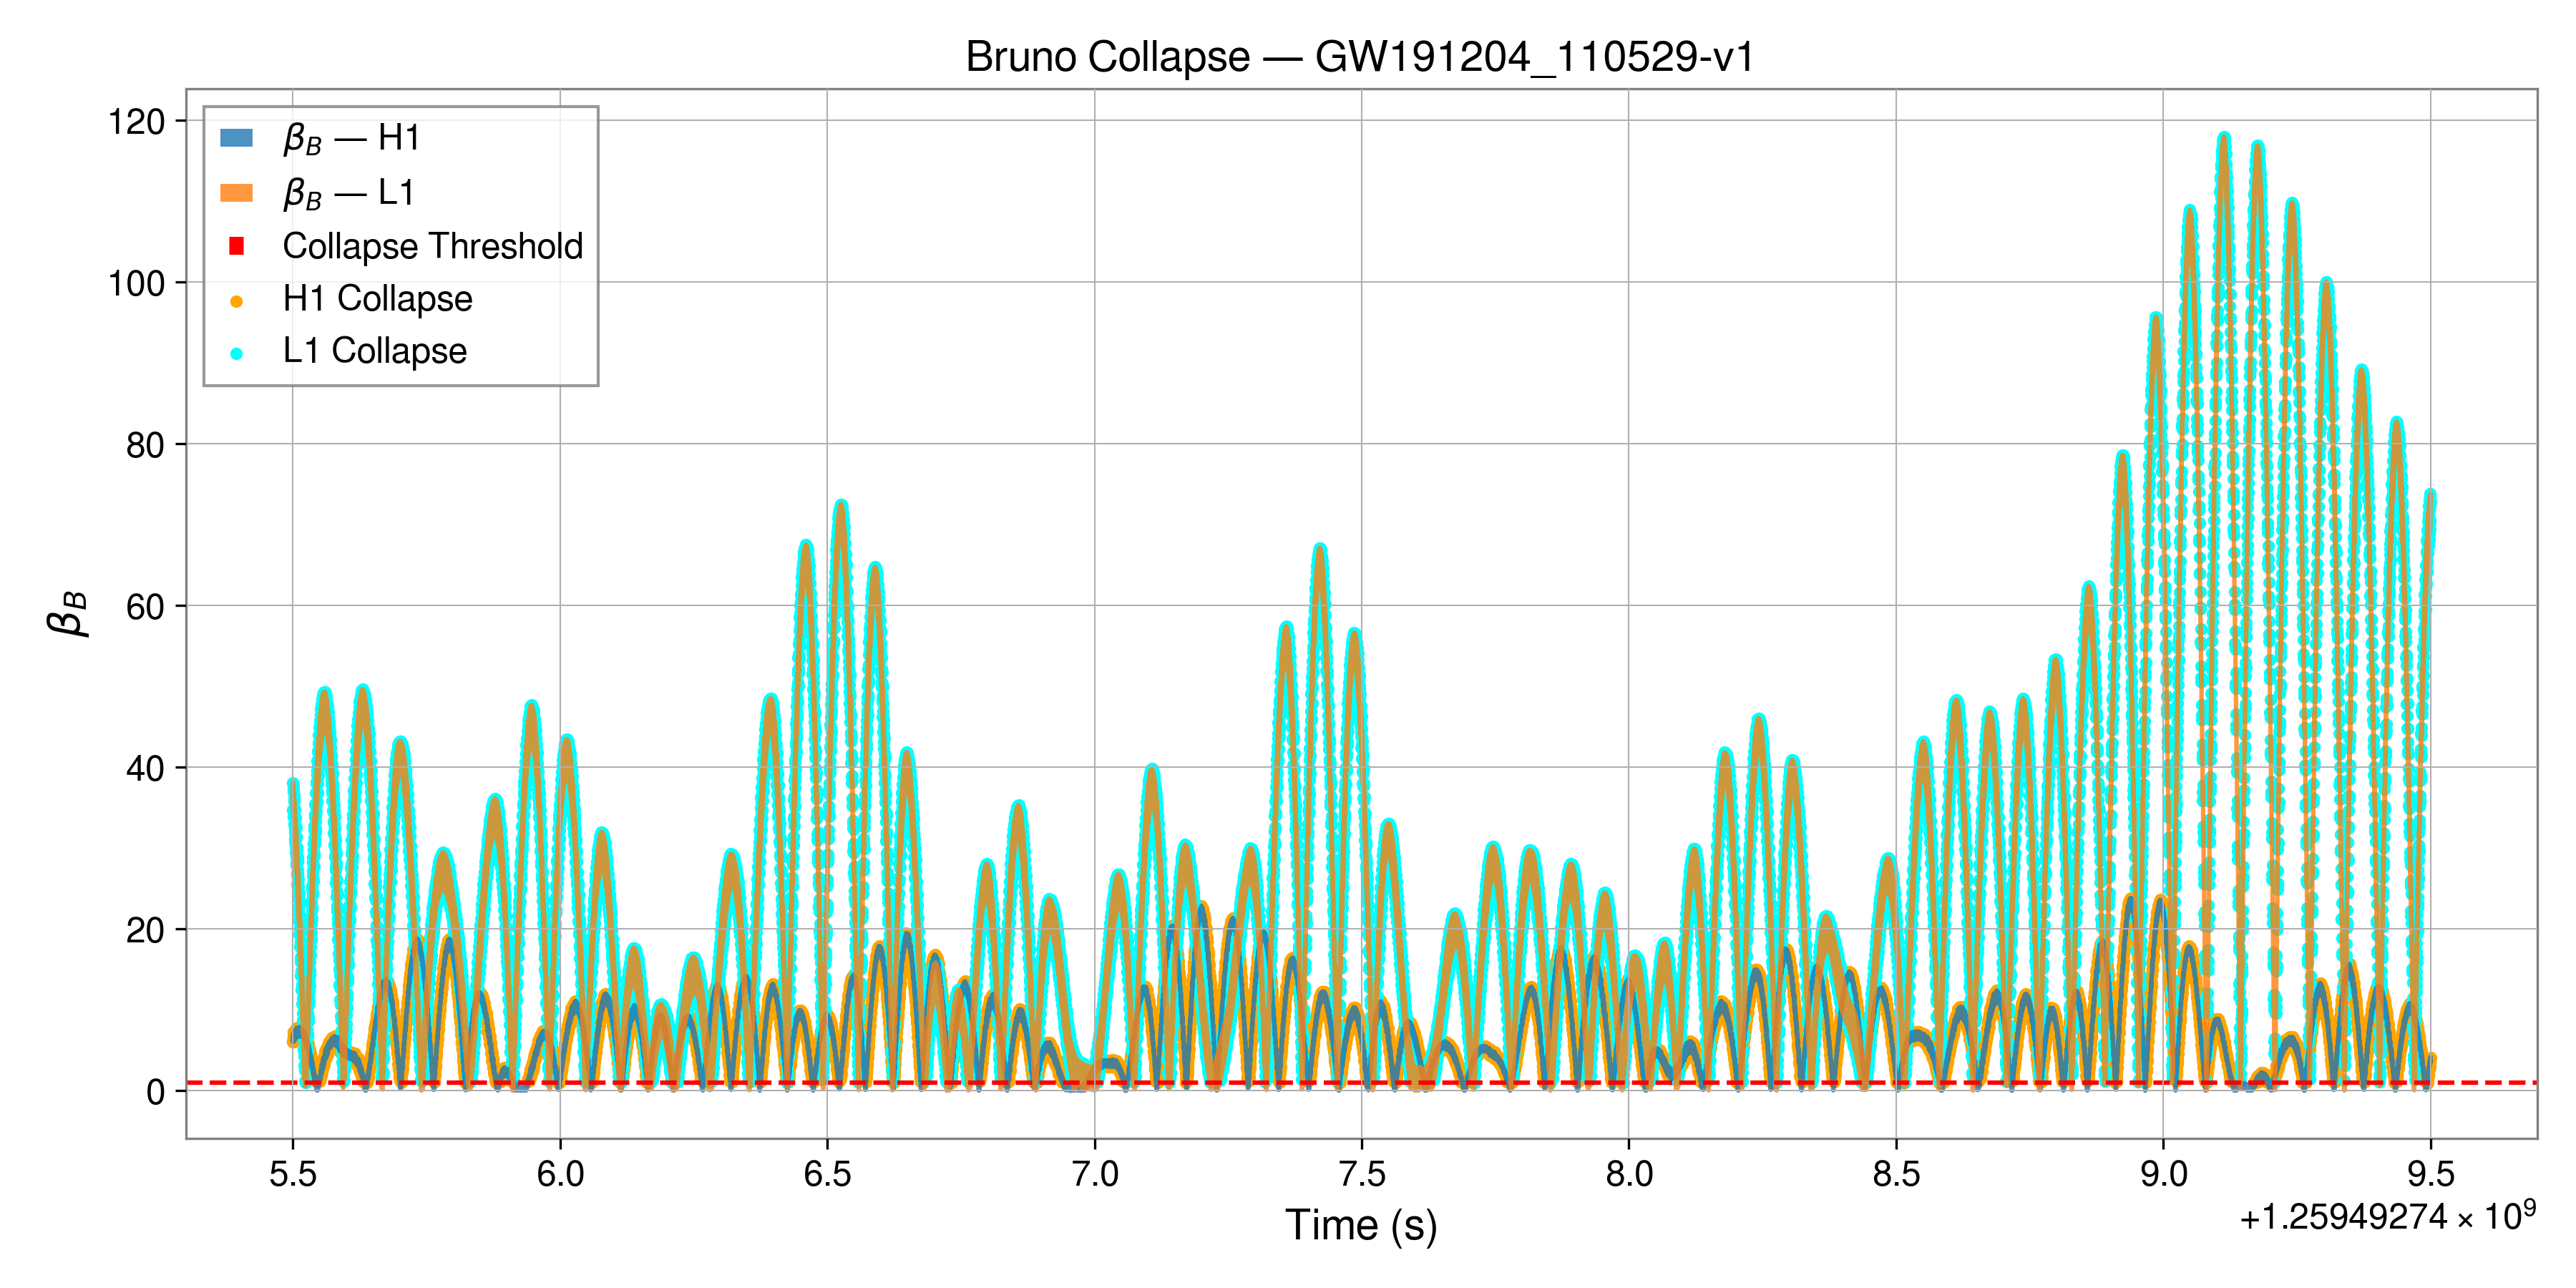 Bruno Collapse — GW191204_110529-v1
β_B — H1
β_B — L1
Collapse Threshold
H1 Collapse
L1 Collapse
120
100
80
60
40
20
0
β_B
5.5 6.0 6.5 7.0 7.5 8.0 8.5 9.0 9.5
Time (s)
+1.25949274 × 10⁹